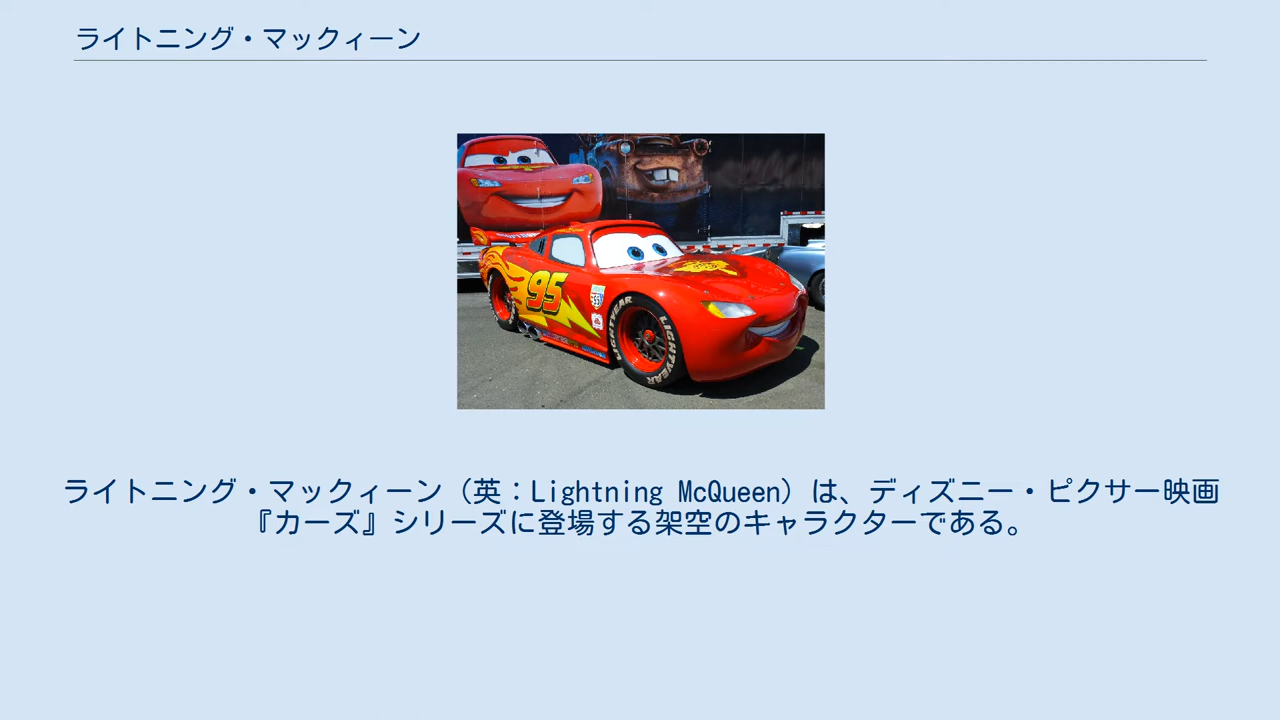 ライトニング・マックィーン
95
LIGHTYEAR
LIGHTYEAR
LIGHTYEAR
ライトニング・マックィーン（英：Lightning McQueen）は、ディズニー・ピクサー映画
『カーズ』シリーズに登場する架空のキャラクターである。